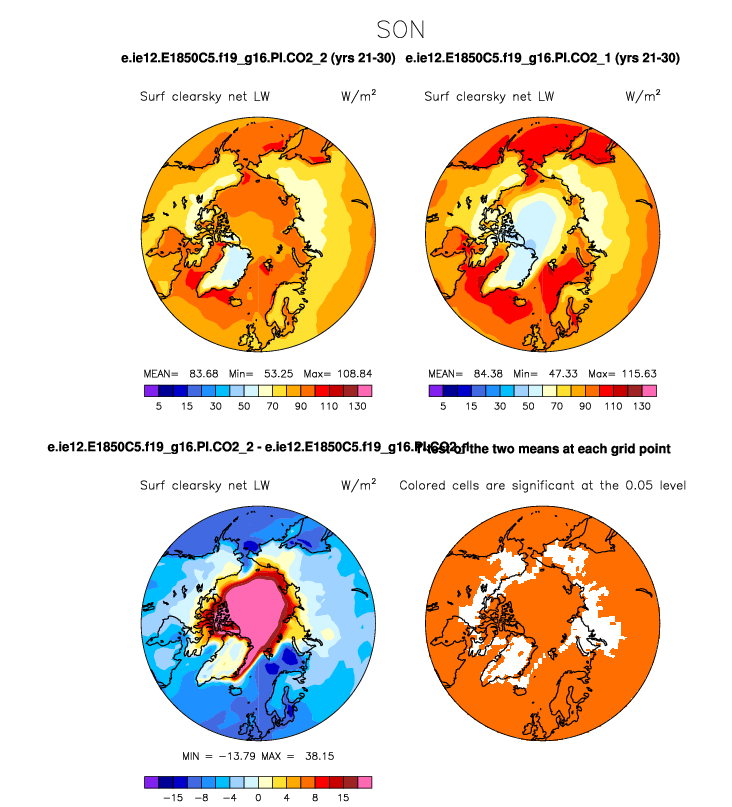 SON
e.ie12.E1850C5.f19_g16.PI.CO2_2 (yrs 21-30) e.ie12.E1850C5.f19_g16.PI.CO2_1 (yrs 21-30)
Surf clearsky net LW W/m² Surf clearsky net LW W/m²
MEAN= 83.68 Min= 53.25 Max= 108.84 MEAN= 84.38 Min= 47.33 Max= 115.63
5 15 30 50 70 90 110 130 5 15 30 50 70 90 110 130
e.ie12.E1850C5.f19_g16.PI.CO2_2 - e.ie12.E1850C5.f19_g16.PI.CO2_1 T-test of the two means at each grid point
Surf clearsky net LW W/m² Colored cells are significant at the 0.05 level
MIN = −13.79 MAX = 38.15
−15 −8 −4 0 4 8 15